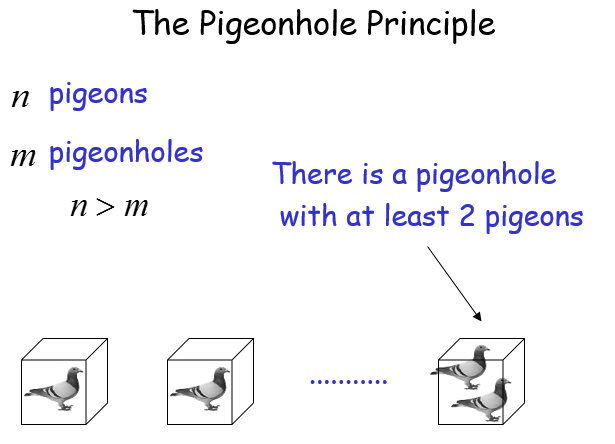 The Pigeonhole Principle
n pigeons
m pigeonholes
n > m
There is a pigeonhole
with at least 2 pigeons
...........